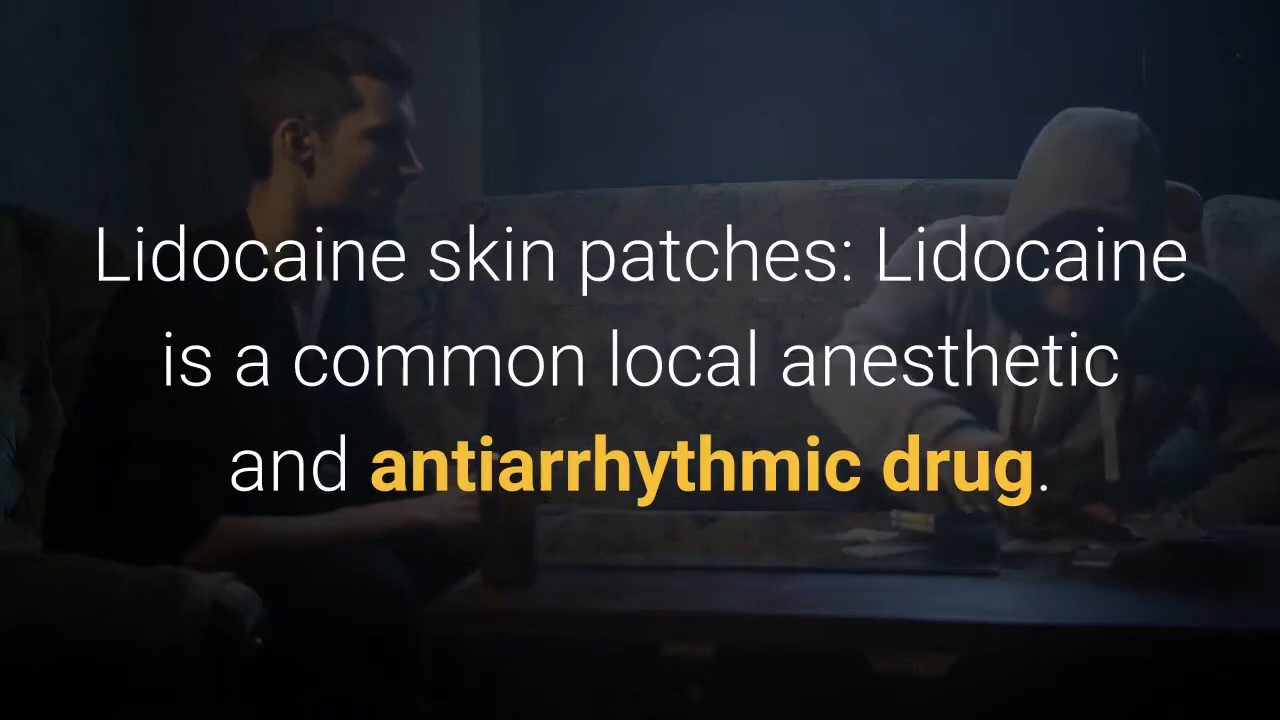 Lidocaine skin patches: Lidocaine
is a common local anesthetic
and antiarrhythmic drug.